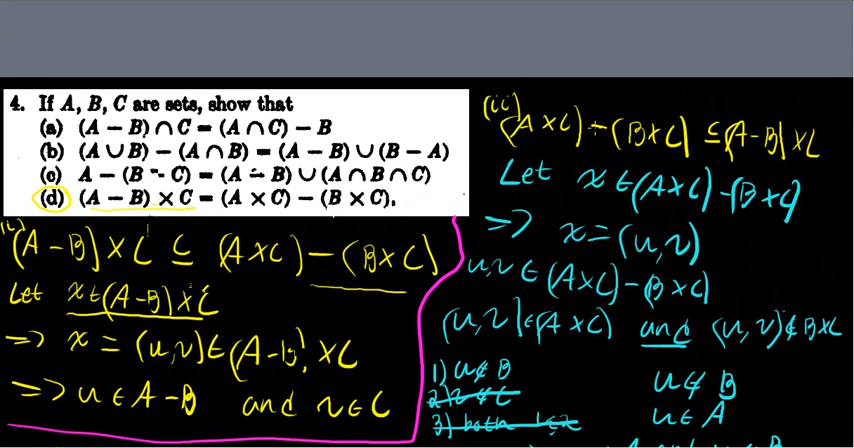 4. If A, B, C are sets, show that
(a) (A − B) ∩ C = (A ∩ C) − B
(b) (A ∪ B) − (A ∩ B) = (A − B) ∪ (B − A)
(c) A − (B − C) = (A − B) ∪ (A ∩ B ∩ C)
(d) (A − B) × C = (A × C) − (B × C).
(i) (A − B) × C ⊆ (A × C) − (B × C)
Let x ∈ (A − B) × C
=> x = (u, v) ∈ (A − B) × C
=> u ∈ A − B and v ∈ C
(ii) (A × C) − (B × C) ⊆ (A − B) × C
Let x ∈ (A × C) − (B × C)
=> x = (u, v)
u, v ∈ (A × C) − (B × C)
(u, v) ∈ (A × C) and (u, v) ∉ B × C
1) u ∉ B
2) v ∉ C
3) both
u ∉ B
u ∈ A